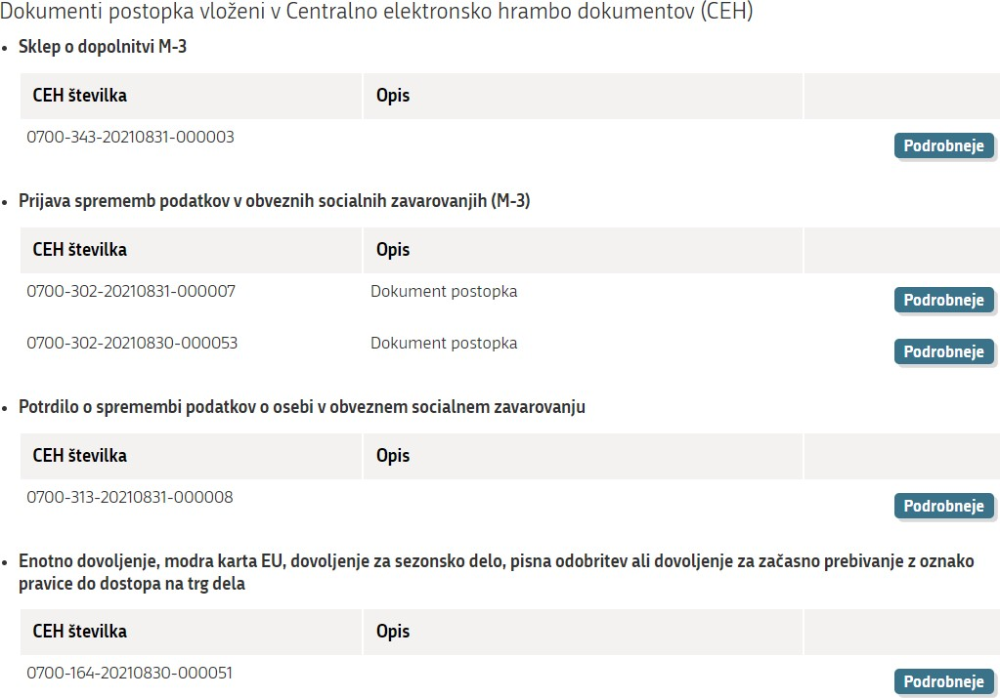 Dokumenti postopka vloženi v Centralno elektronsko hrambo dokumentov (CEH)
• Sklep o dopolnitvi M-3
CEH številka Opis
0700-343-20210831-000003 Podrobneje
• Prijava sprememb podatkov v obveznih socialnih zavarovanjih (M-3)
CEH številka Opis
0700-302-20210831-000007 Dokument postopka Podrobneje
0700-302-20210830-000053 Dokument postopka Podrobneje
• Potrdilo o spremembi podatkov o osebi v obveznem socialnem zavarovanju
CEH številka Opis
0700-313-20210831-000008 Podrobneje
• Enotno dovoljenje, modra karta EU, dovoljenje za sezonsko delo, pisna odobritev ali dovoljenje za začasno prebivanje z oznako
pravice do dostopa na trg dela
CEH številka Opis
0700-164-20210830-000051 Podrobneje